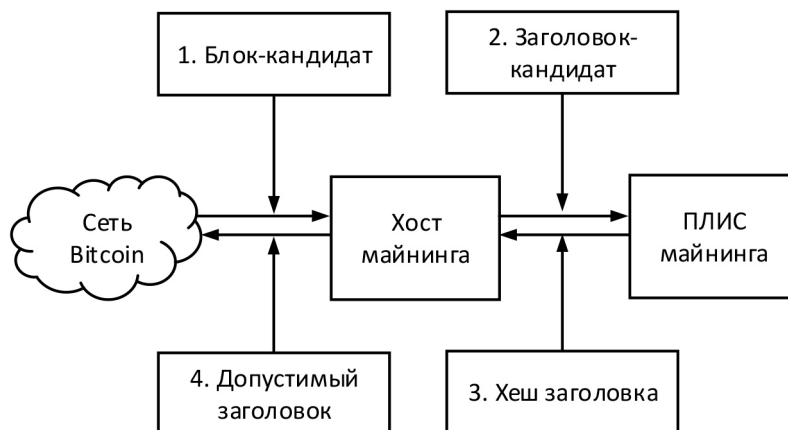 1. Блок-кандидат
2. Заголовок-
кандидат
Сеть
Bitcoin
Хост
майнинга
ПЛИС
майнинга
4. Допустимый
заголовок
3. Хеш заголовка